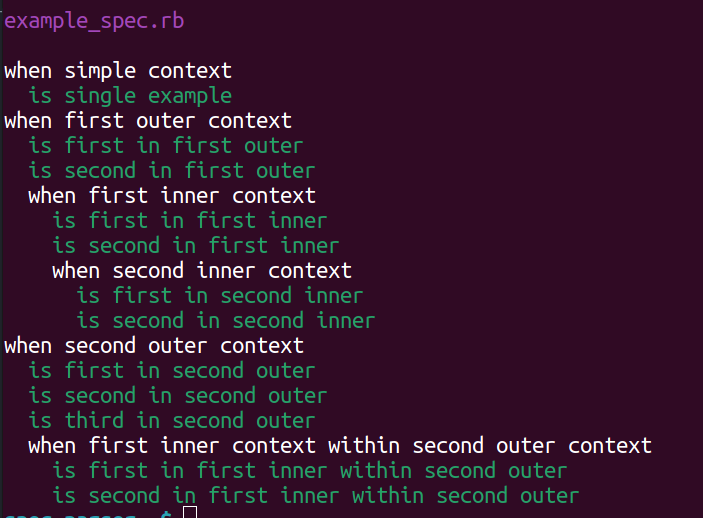 example_spec.rb
when simple context
is single example
when first outer context
is first in first outer
is second in first outer
when first inner context
is first in first inner
is second in first inner
when second inner context
is first in second inner
is second in second inner
when second outer context
is first in second outer
is second in second outer
is third in second outer
when first inner context within second outer context
is first in first inner within second outer
is second in first inner within second outer